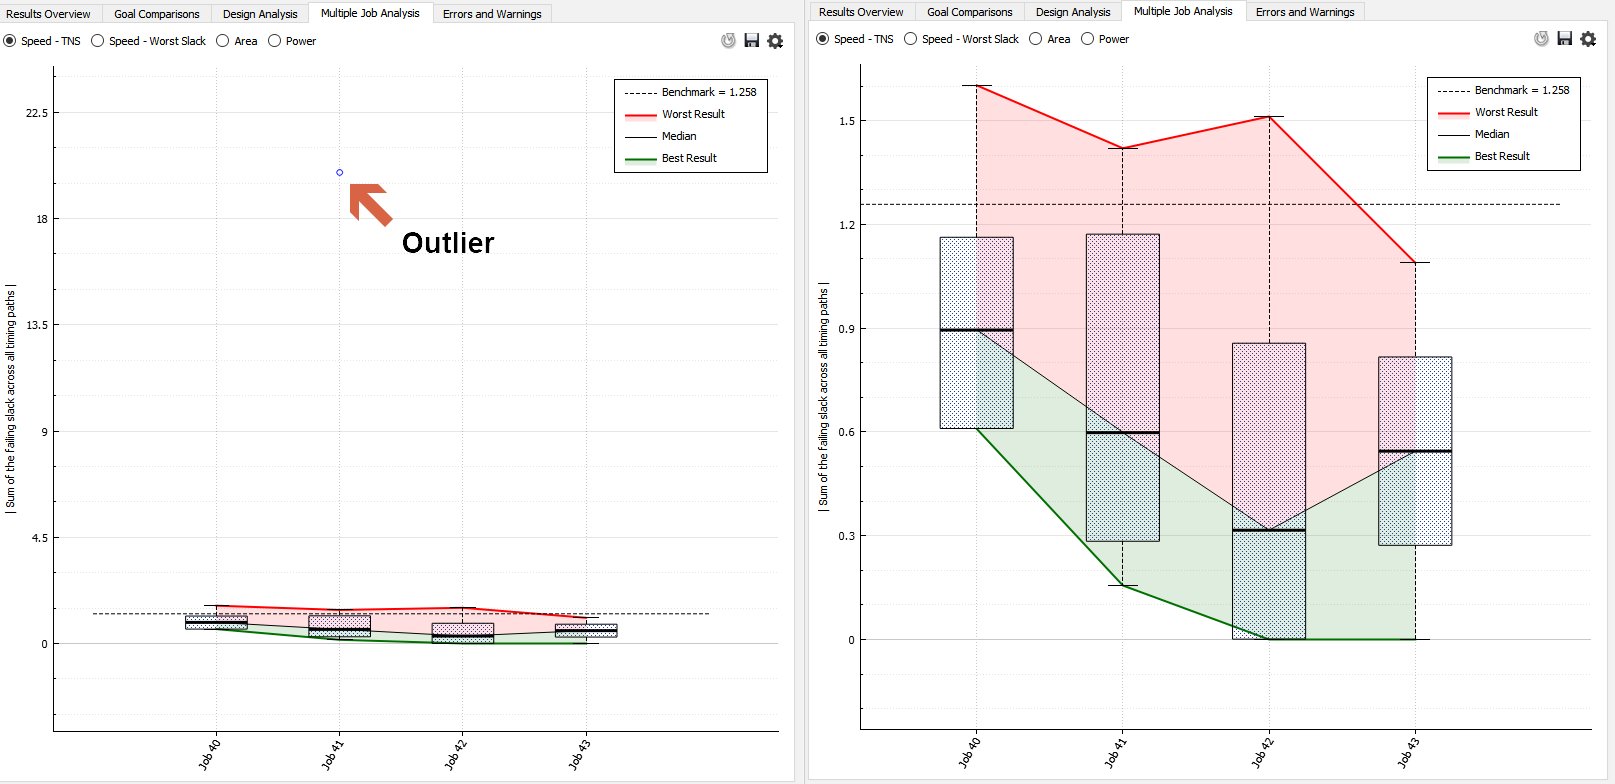 Results Overview Goal Comparisons Design Analysis Multiple Job Analysis Errors and Warnings
Speed - TNS Speed - Worst Slack Area Power
Benchmark = 1.258
Worst Result
Median
Best Result
Outlier
| Sum of the failing slack across all timing paths |
22.5
18
13.5
9
4.5
0
Job 40 Job 41 Job 42 Job 43
Results Overview Goal Comparisons Design Analysis Multiple Job Analysis Errors and Warnings
Speed - TNS Speed - Worst Slack Area Power
Benchmark = 1.258
Worst Result
Median
Best Result
| Sum of the failing slack across all timing paths |
1.5
1.2
0.9
0.6
0.3
0
Job 40 Job 41 Job 42 Job 43